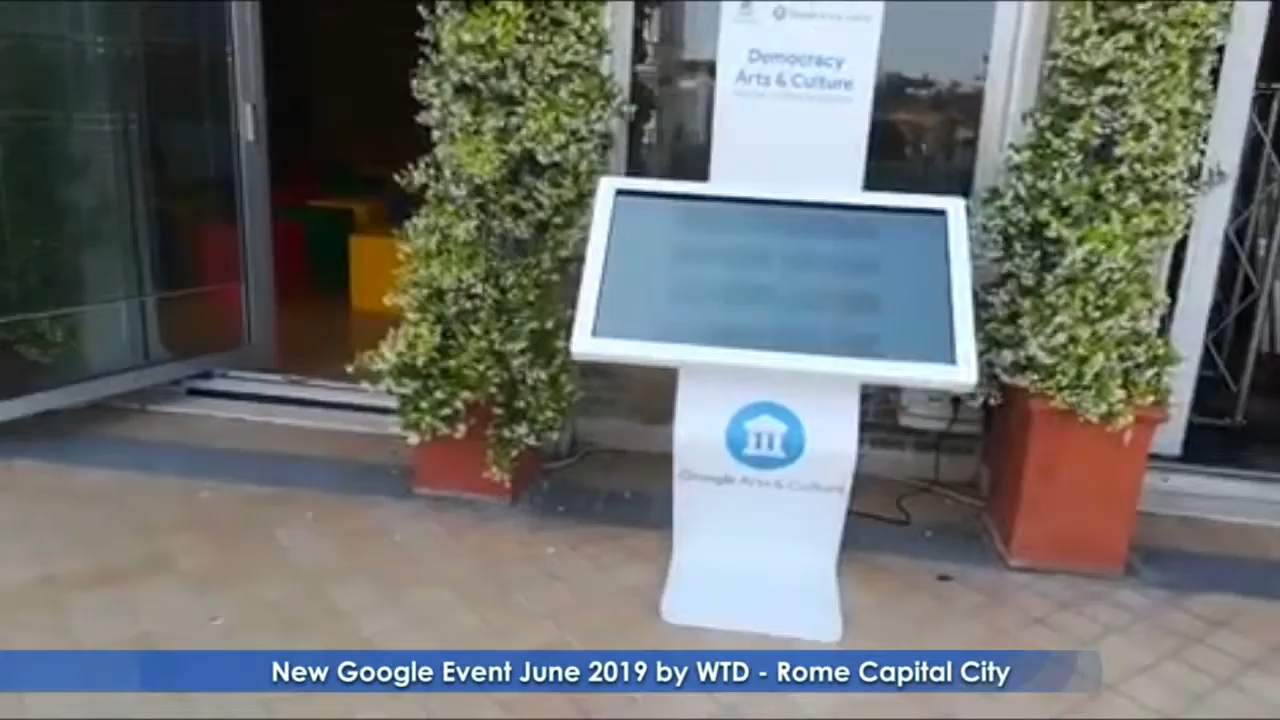 Democracy
Arts & Culture
Google Arts & Culture
New Google Event June 2019 by WTD - Rome Capital City